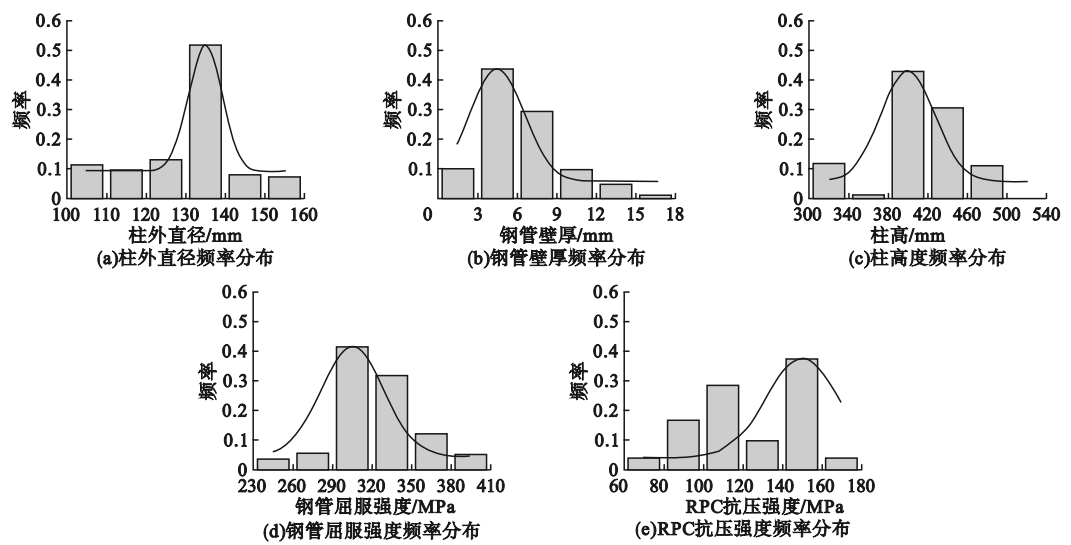 0.6 0.5 0.4 0.3 0.2 0.1 0
频率
100 110 120 130 140 150 160
柱外直径/mm
(a)柱外直径频率分布
0.6 0.5 0.4 0.3 0.2 0.1
频率
0 3 6 9 12 15 18
钢管壁厚/mm
(b)钢管壁厚频率分布
0.6 0.5 0.4 0.3 0.2 0.1 0
频率
300 340 380 420 460 500 540
柱高/mm
(c)柱高度频率分布
0.6 0.5 0.4 0.3 0.2 0.1 0
频率
230 260 290 320 350 380 410
钢管屈服强度/MPa
(d)钢管屈服强度频率分布
0.6 0.5 0.4 0.3 0.2 0.1 0
频率
60 80 100 120 140 160 180
RPC抗压强度/MPa
(e)RPC抗压强度频率分布